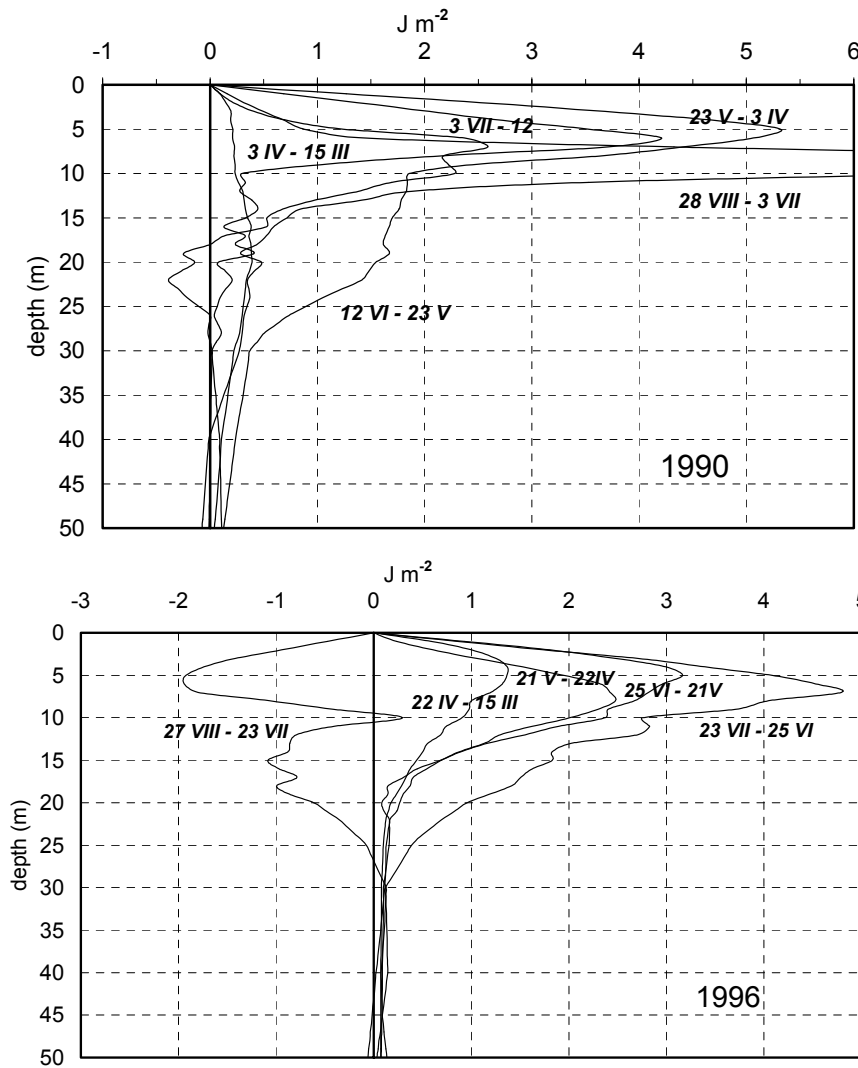 J m-2
-1 0 1 2 3 4 5 6
0
5
10
15
20
25
30
35
40
45
50
depth (m)
23 V - 3 IV
3 VII - 12
3 IV - 15 III
28 VIII - 3 VII
12 VI - 23 V
1990
J m-2
-3 -2 -1 0 1 2 3 4 5
0
5
10
15
20
25
30
35
40
45
50
depth (m)
21 V - 22IV
25 VI - 21V
22 IV - 15 III
27 VIII - 23 VII
23 VII - 25 VI
1996